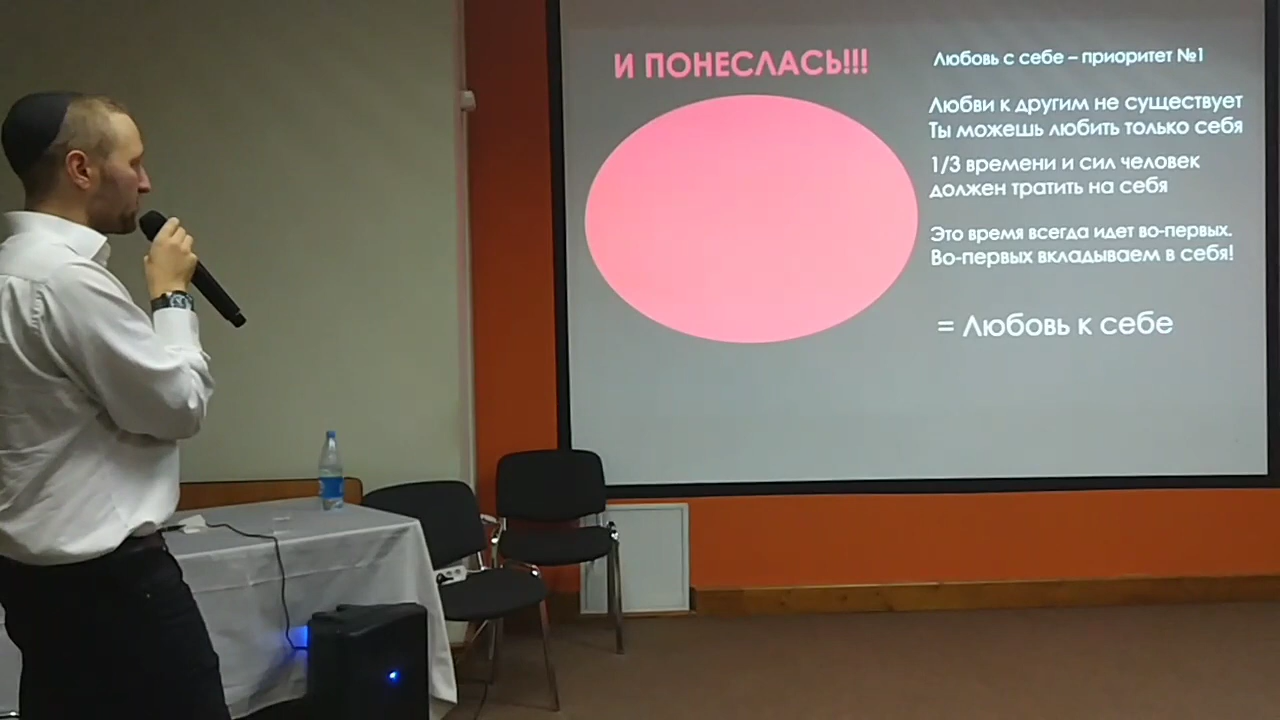 И ПОНЕСЛАСЬ!!!
Любовь с себе – приоритет №1
Любви к другим не существует
Ты можешь любить только себя
1/3 времени и сил человек
должен тратить на себя
Это время всегда идет во-первых.
Во-первых вкладываем в себя!
= Любовь к себе